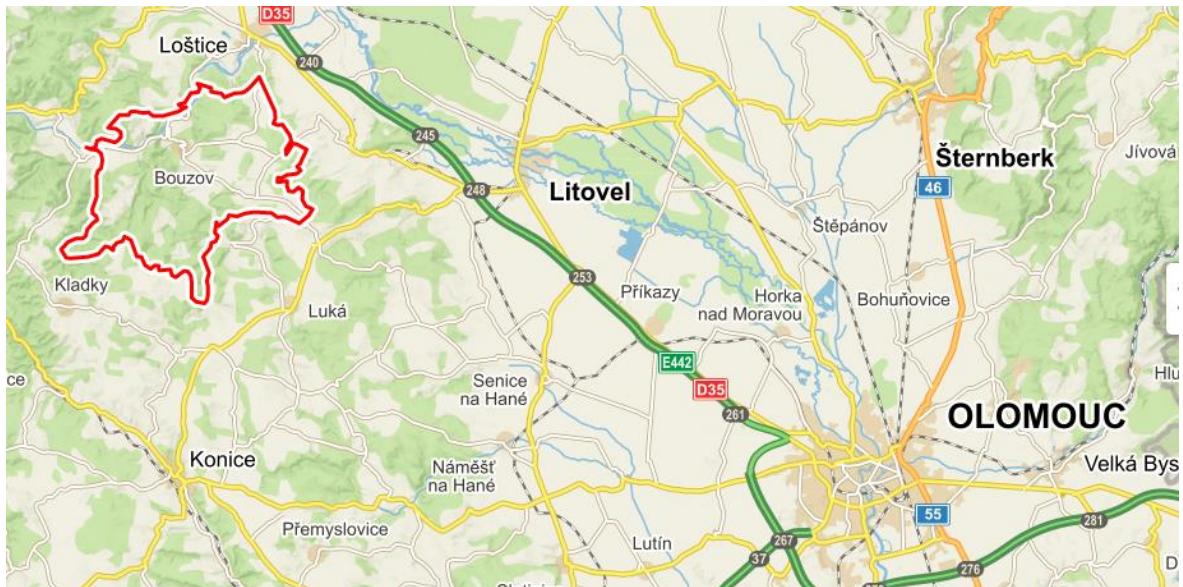 D35
Loštice
240
245
Jívová
Šternberk
Bouzov
248
Litovel
46
Štěpánov
253
Kladky
Příkazy
Horka
nad Moravou
Bohuňovice
Luká
E442
Senice
na Hané
D35
261
OLOMOUC
Konice
Náměšť
na Hané
Velká Bys
55
281
Přemyslovice
Lutín
267
37
276
ce
Hlu
D